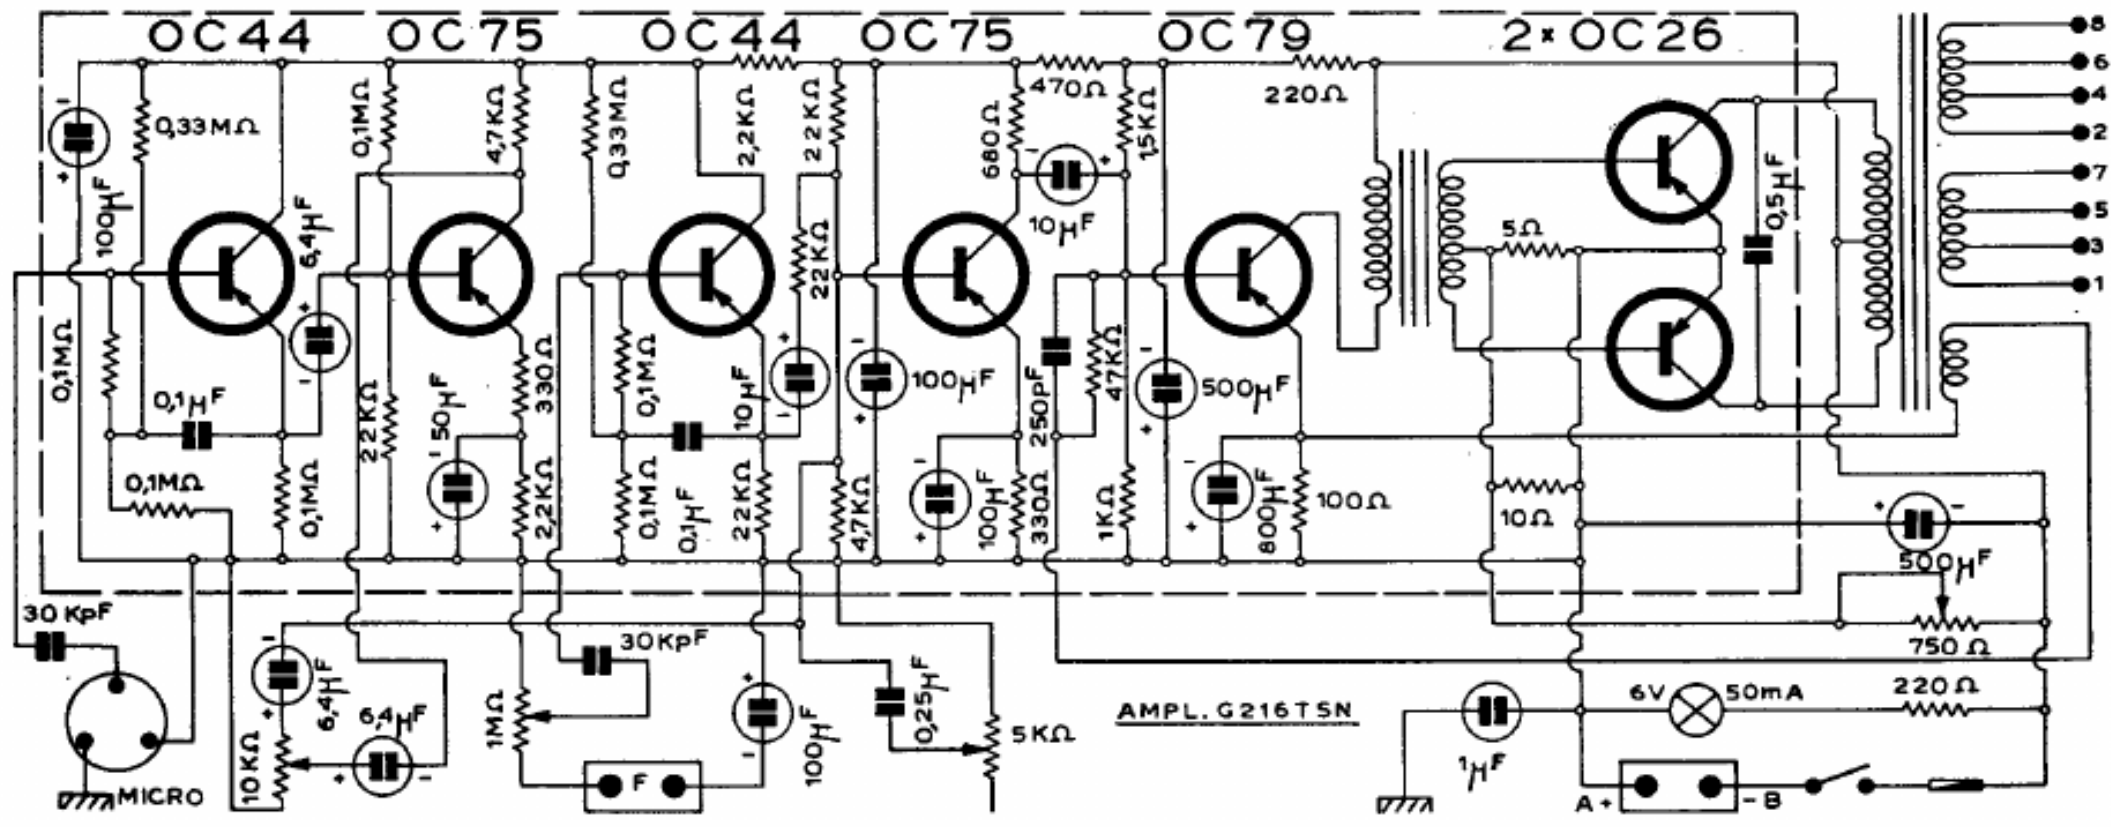 OC44 OC75 OC44 OC75 OC79 2×OC26
8
6
4
2
7
5
3
1
0,33MΩ
100µF
0,1MΩ
0,1µF
0,1MΩ
0,1MΩ
6,4µF
0,1MΩ
4,7KΩ
22KΩ
150µF
330Ω
2,2KΩ
0,33MΩ
2,2KΩ
0,1MΩ
0,1MΩ
0,1µF
10µF
22KΩ
22KΩ
22KΩ
4,7KΩ
100µF
680Ω
470Ω
10µF
1,5KΩ
100µF
330Ω
250pF
47KΩ
1KΩ
220Ω
500µF
800µF
100Ω
5Ω
10Ω
0,5µF
500µF
750Ω
30KpF
MICRO
10KΩ
6,4µF
6,4µF
1MΩ
30KpF
F
100µF
0,25µF
5KΩ
AMPL. G216TSN
1µF
6V 50mA
220Ω
A+ -B